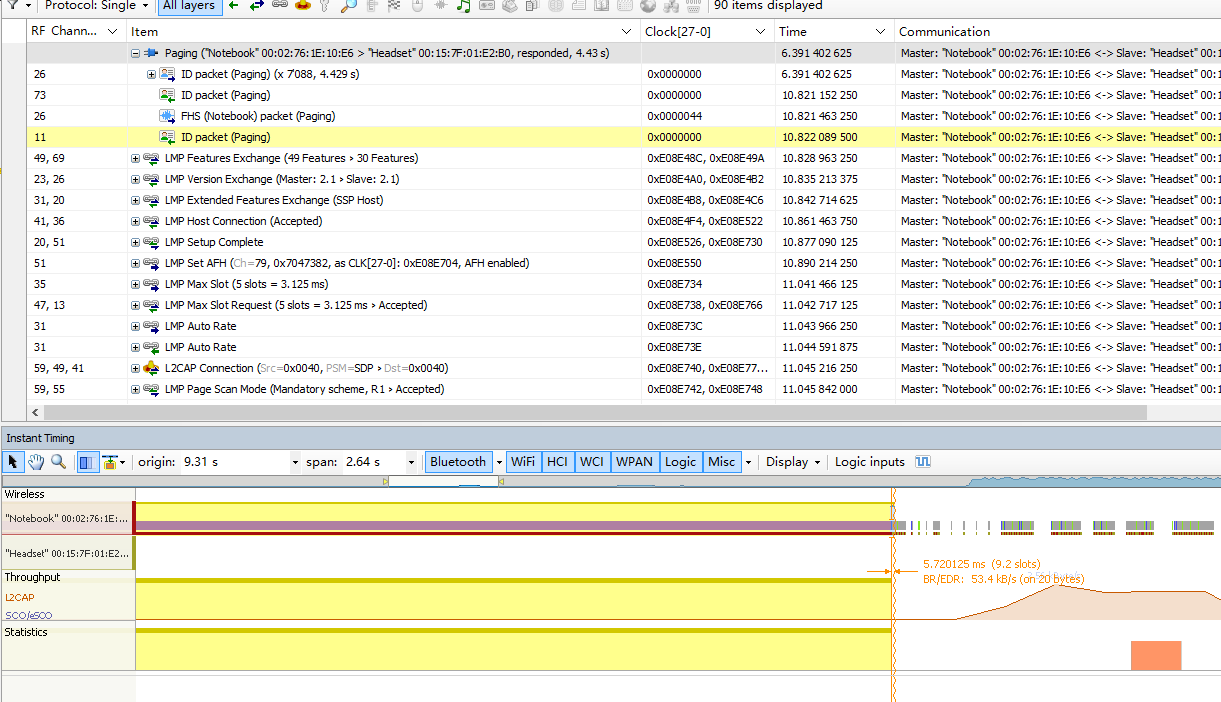 Protocol: Single All layers 90 items displayed
RF Chann... Item Clock[27-0] Time Communication
Paging ("Notebook" 00:02:76:1E:10:E6 > "Headset" 00:15:7F:01:E2:B0, responded, 4.43 s) 6.391 402 625 Master: "Notebook" 00:02:76:1E:10:E6 <-> Slave: "Headset" 00:1
26 ID packet (Paging) (x 7'088, 4.429 s) 0x0000000 6.391 402 625 Master: "Notebook" 00:02:76:1E:10:E6 <-> Slave: "Headset" 00:1
73 ID packet (Paging) 0x0000000 10.821 152 250 Master: "Notebook" 00:02:76:1E:10:E6 <-> Slave: "Headset" 00:1
26 FHS (Notebook) packet (Paging) 0x0000044 10.821 463 250 Master: "Notebook" 00:02:76:1E:10:E6 <-> Slave: "Headset" 00:1
11 ID packet (Paging) 0x0000000 10.822 089 500 Master: "Notebook" 00:02:76:1E:10:E6 <-> Slave: "Headset" 00:1
49, 69 LMP Features Exchange (49 Features > 30 Features) 0xE08E48C, 0xE08E49A 10.828 963 250 Master: "Notebook" 00:02:76:1E:10:E6 <-> Slave: "Headset" 00:1
23, 26 LMP Version Exchange (Master: 2.1 > Slave: 2.1) 0xE08E4A0, 0xE08E4B2 10.835 213 375 Master: "Notebook" 00:02:76:1E:10:E6 <-> Slave: "Headset" 00:1
31, 20 LMP Extended Features Exchange (SSP Host) 0xE08E4B8, 0xE08E4C6 10.842 714 625 Master: "Notebook" 00:02:76:1E:10:E6 <-> Slave: "Headset" 00:1
41, 36 LMP Host Connection (Accepted) 0xE08E4F4, 0xE08E522 10.861 463 750 Master: "Notebook" 00:02:76:1E:10:E6 <-> Slave: "Headset" 00:1
20, 51 LMP Setup Complete 0xE08E526, 0xE08E730 10.877 090 125 Master: "Notebook" 00:02:76:1E:10:E6 <-> Slave: "Headset" 00:1
51 LMP Set AFH (Ch=79, 0x7047382, as CLK[27-0]: 0xE08E704, AFH enabled) 0xE08E550 10.890 214 250 Master: "Notebook" 00:02:76:1E:10:E6 <-> Slave: "Headset" 00:1
35 LMP Max Slot (5 slots = 3.125 ms) 0xE08E734 11.041 466 125 Master: "Notebook" 00:02:76:1E:10:E6 <-> Slave: "Headset" 00:1
47, 13 LMP Max Slot Request (5 slots = 3.125 ms > Accepted) 0xE08E738, 0xE08E766 11.042 717 125 Master: "Notebook" 00:02:76:1E:10:E6 <-> Slave: "Headset" 00:1
31 LMP Auto Rate 0xE08E73C 11.043 966 250 Master: "Notebook" 00:02:76:1E:10:E6 <-> Slave: "Headset" 00:1
31 LMP Auto Rate 0xE08E73E 11.044 591 875 Master: "Notebook" 00:02:76:1E:10:E6 <-> Slave: "Headset" 00:1
59, 49, 41 L2CAP Connection (Src=0x0040, PSM=SDP > Dst=0x0040) 0xE08E740, 0xE08E77... 11.045 216 250 Master: "Notebook" 00:02:76:1E:10:E6 <-> Slave: "Headset" 00:1
59, 55 LMP Page Scan Mode (Mandatory scheme, R1 > Accepted) 0xE08E742, 0xE08E748 11.045 842 000 Master: "Notebook" 00:02:76:1E:10:E6 <-> Slave: "Headset" 00:1
Instant Timing
origin: 9.31 s span: 2.64 s Bluetooth WiFi HCI WCI WPAN Logic Misc Display Logic inputs
Wireless
"Notebook" 00:02:76:1E:...
"Headset" 00:15:7F:01:E2...
5.720125 ms (9.2 slots)
Throughput
BR/EDR: 53.4 kB/s (on 20 bytes)
L2CAP
SCO/eSCO
Statistics